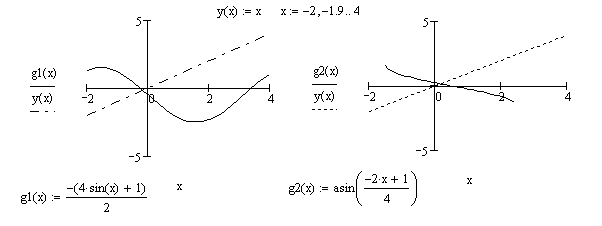 y(x) := x x := −2, −1.9 .. 4
5
g1(x)
y(x)
−2 0 2 4
−5
x
5
g2(x)
y(x)
−2 0 2 4
−5
x
g1(x) := −(4·sin(x) + 1) / 2
g2(x) := asin(−2·x + 1 / 4)